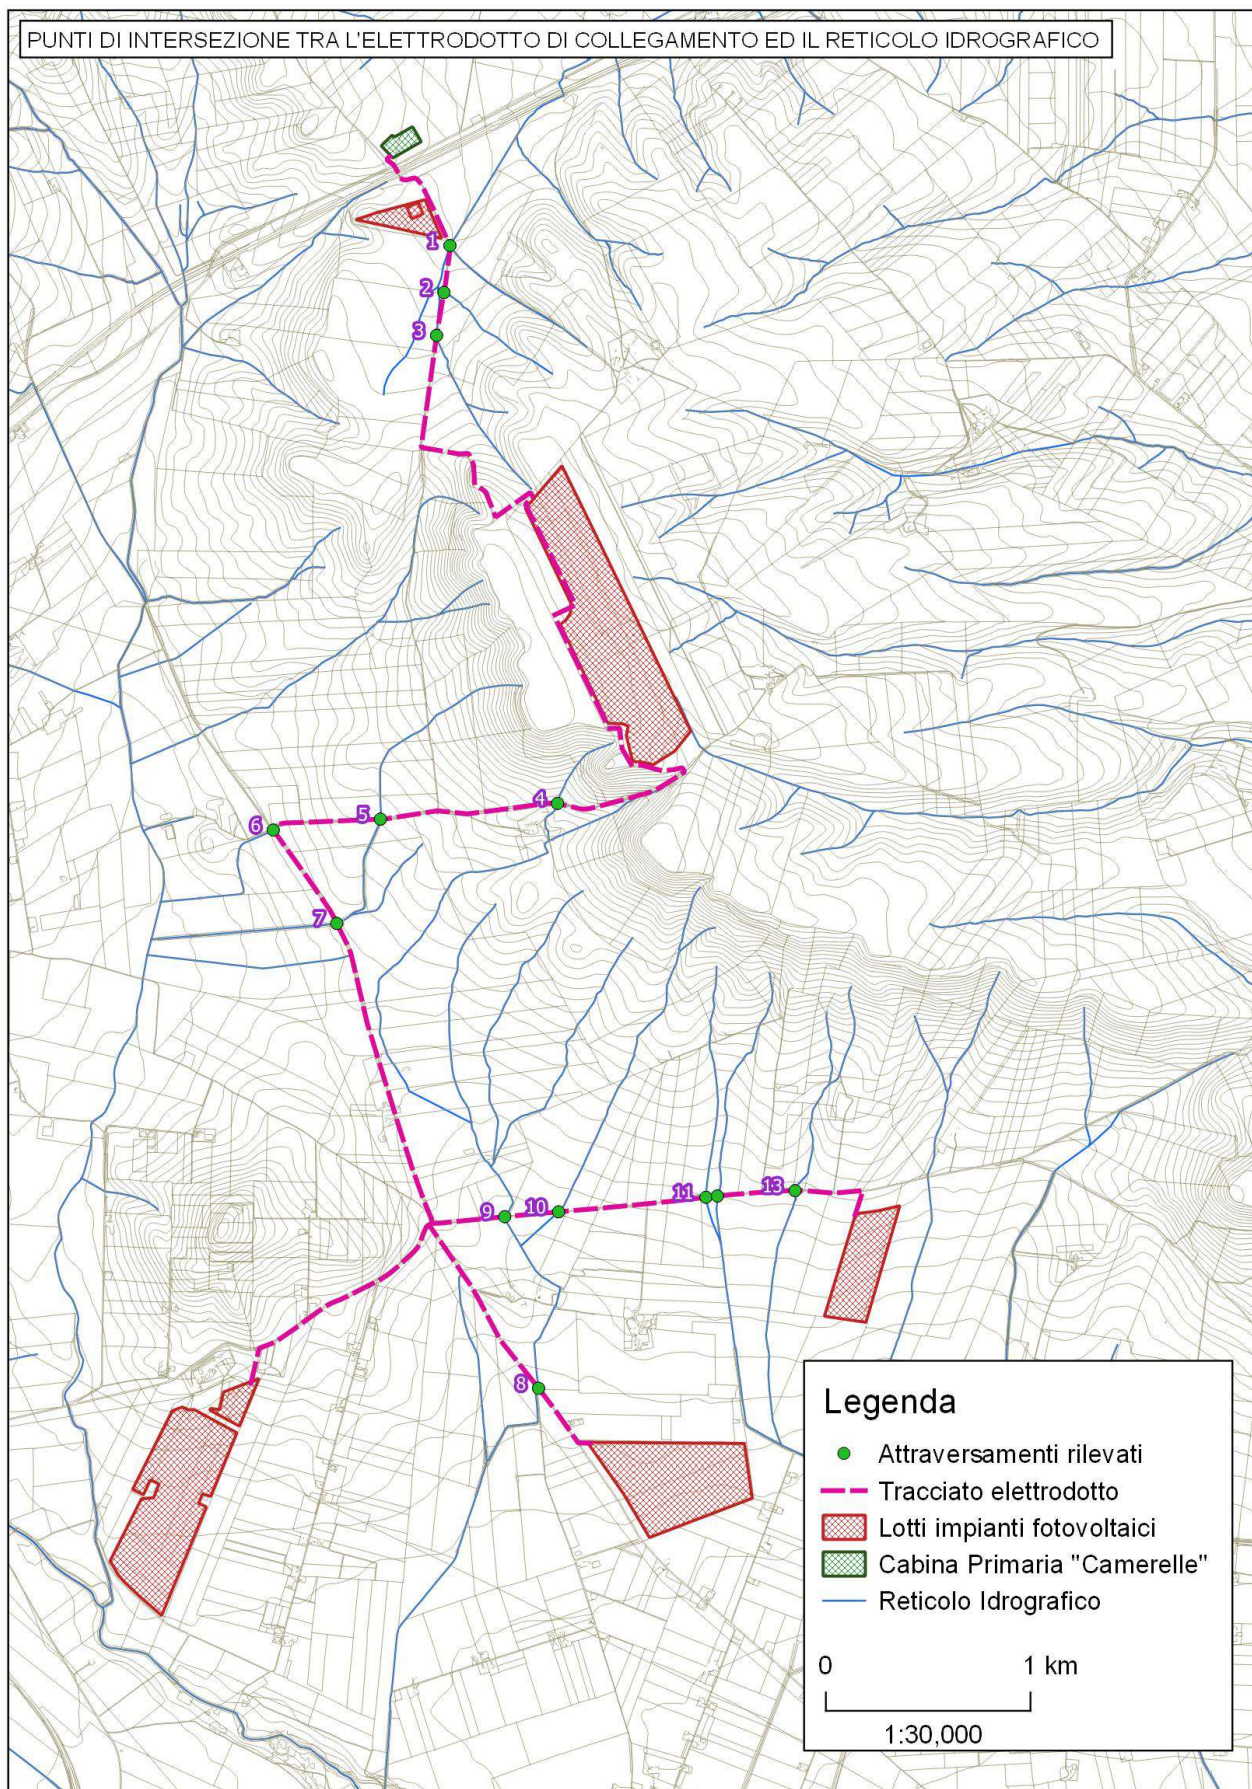 PUNTI DI INTERSEZIONE TRA L'ELETTRODOTTO DI COLLEGAMENTO ED IL RETICOLO IDROGRAFICO
1
2
3
4
5
6
7
11
13
10
9
8
Legenda
Attraversamenti rilevati
Tracciato elettrodotto
Lotti impianti fotovoltaici
Cabina Primaria "Camerelle"
Reticolo Idrografico
0 1 km
1:30,000